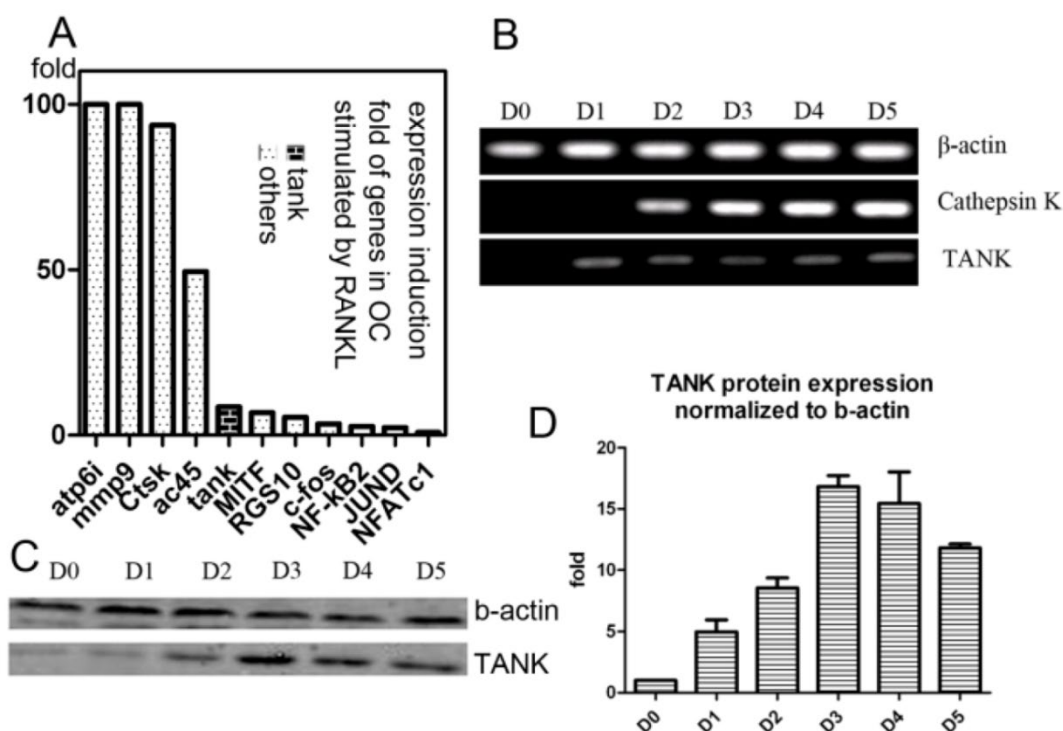 A
fold
100
50
0
expression induction
fold of genes in OC
stimulated by RANKL
tank
others
atp6i
mmp9
Ctsk
ac45
tank
MITF
RGS10
c-fos
NF-kB2
JUND
NFATc1
B
D0 D1 D2 D3 D4 D5
β-actin
Cathepsin K
TANK
C
D0 D1 D2 D3 D4 D5
b-actin
TANK
D
TANK protein expression
normalized to b-actin
fold
20
15
10
5
0
D0
D1
D2
D3
D4
D5